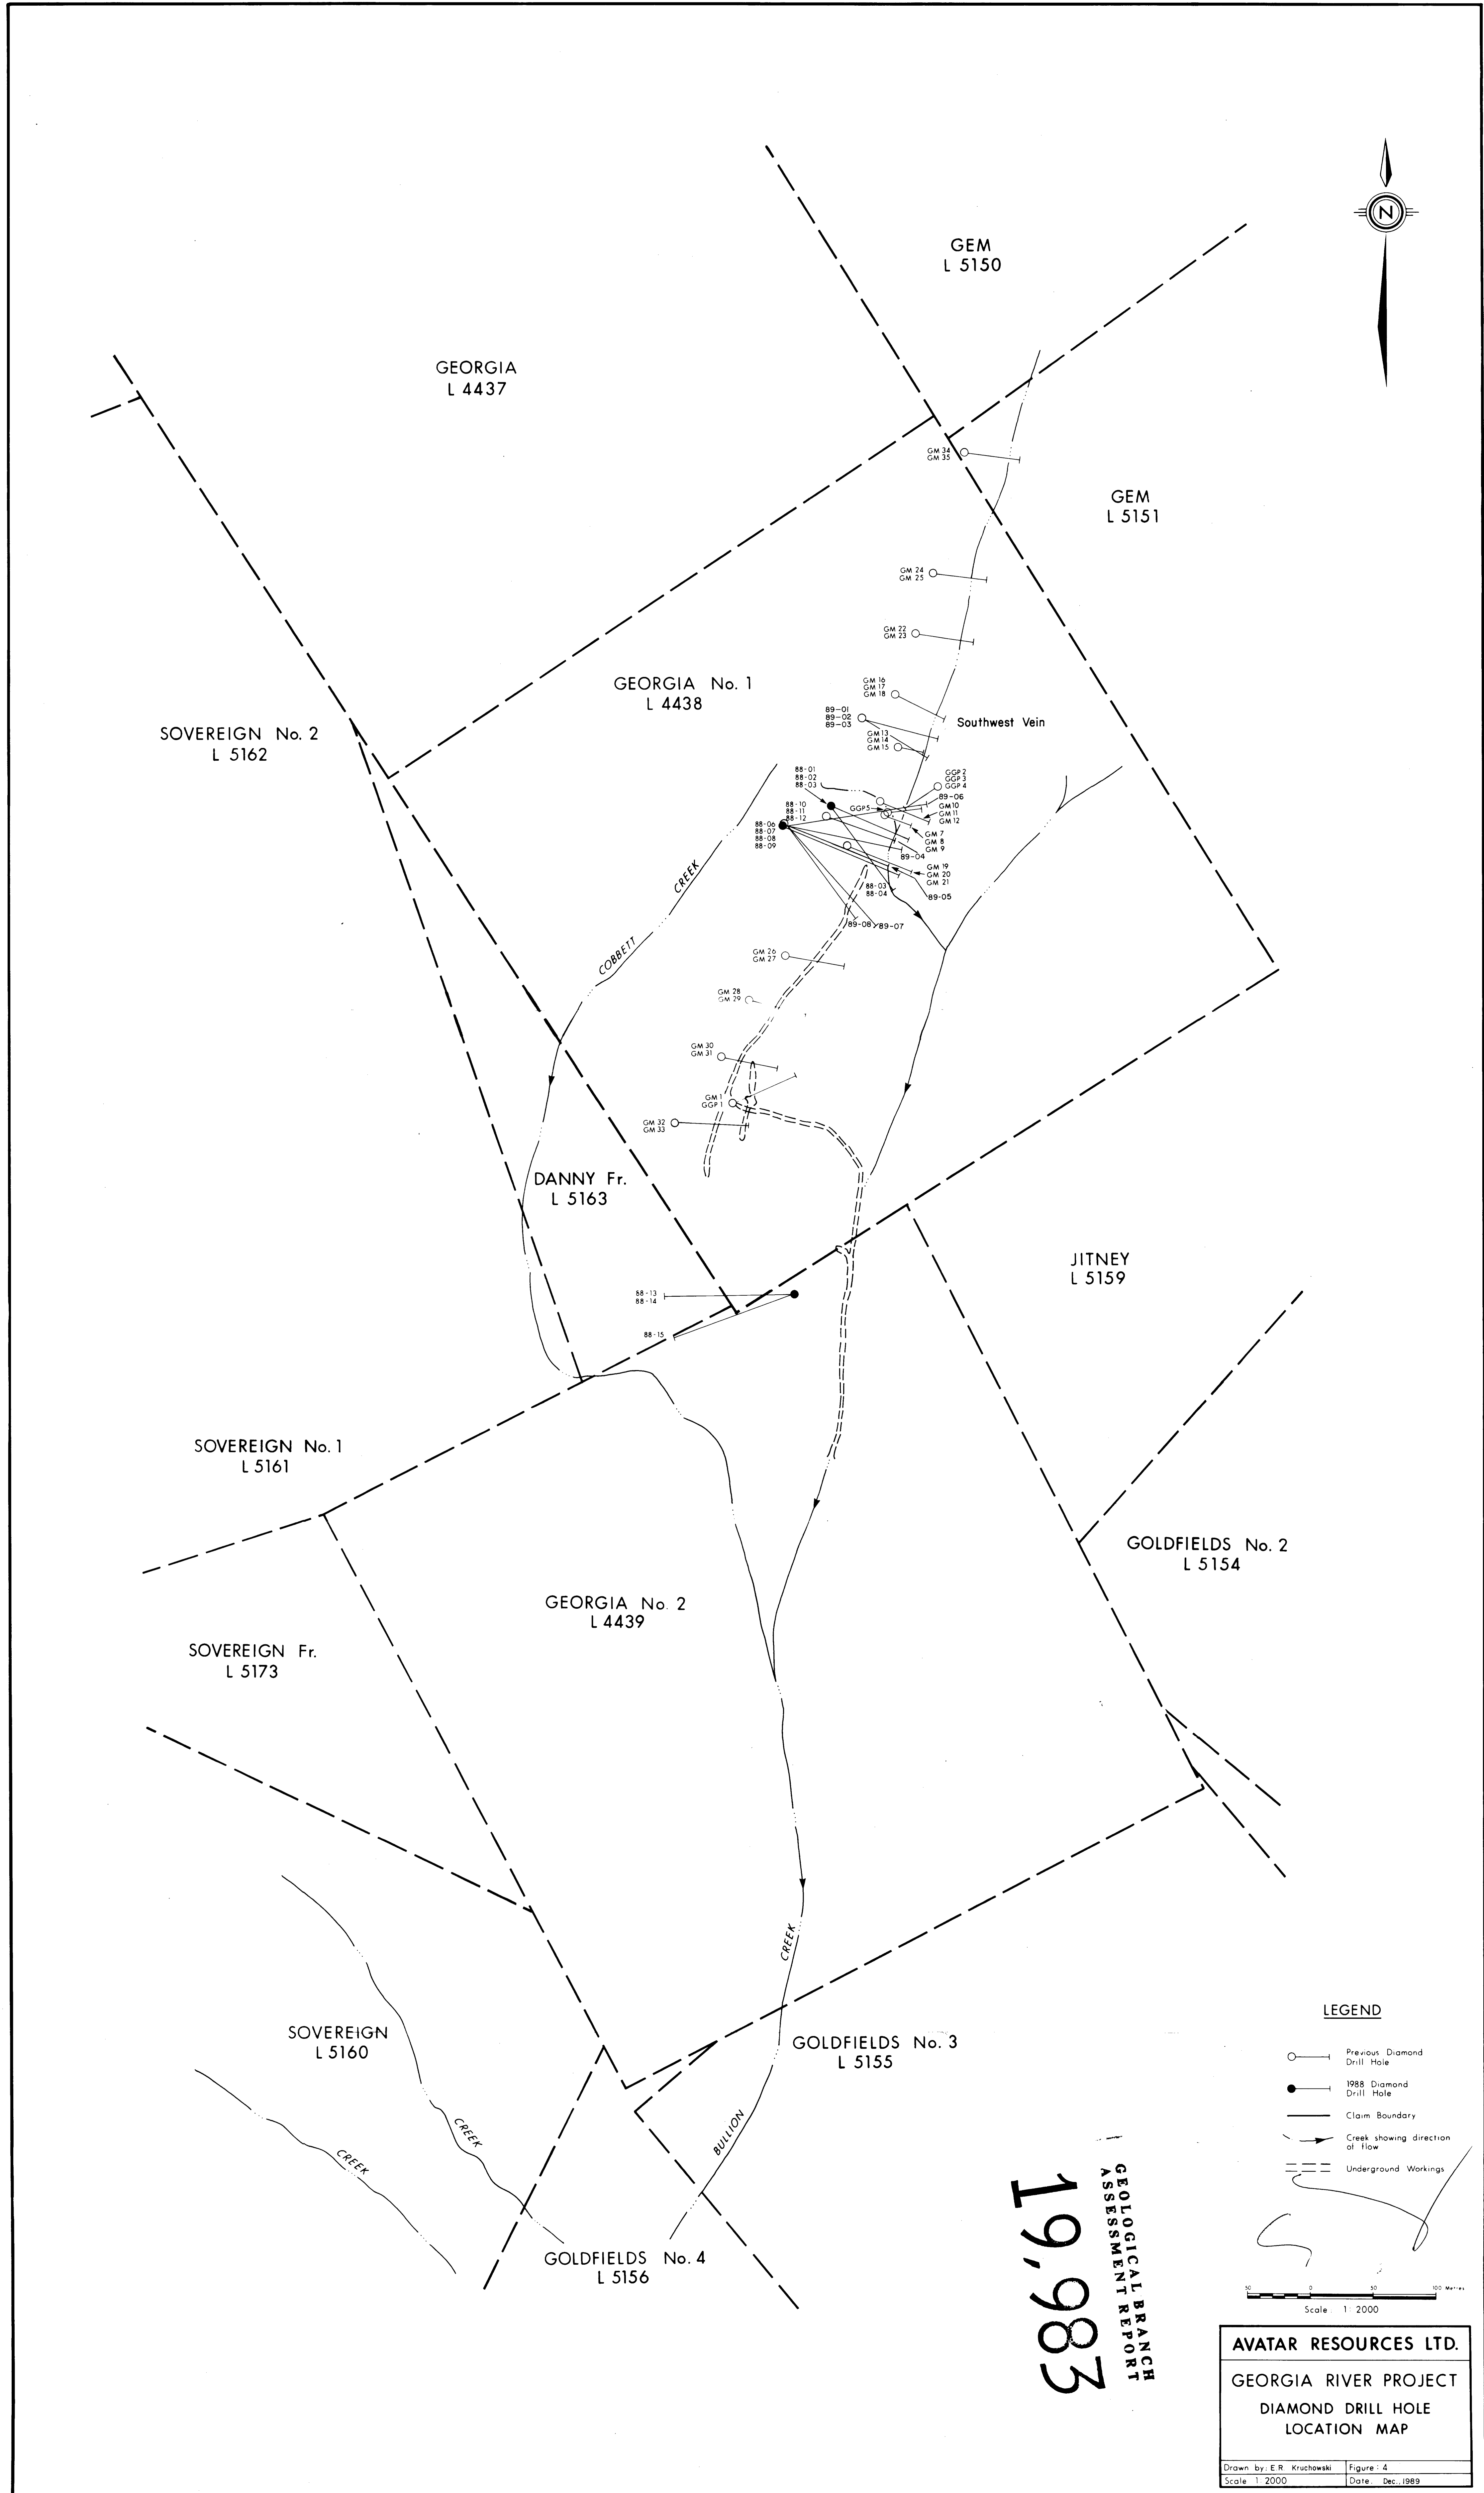 N
GEM
L 5150
GEORGIA
L 4437
GM 34
GM 35
GEM
L 5151
GM 24
GM 25
GM 22
GM 23
GEORGIA No. 1
L 4438
GM 16
GM 17
GM 18
89-01
89-02
89-03
Southwest Vein
SOVEREIGN No. 2
L 5162
GM 13
GM 14
GM 15
88-01
88-02
88-03
GGP 2
GGP 3
GGP 4
89-06
88-10
88-11
88-12
GGP 5
GM 10
GM 11
GM 12
88-06
88-07
88-08
88-09
GM 7
GM 8
GM 9
89-04
GM 19
GM 20
GM 21
88-03
88-04
89-05
89-08
89-07
COBBETT CREEK
GM 26
GM 27
GM 28
GM 29
GM 30
GM 31
GM 1
GGP 1
GM 32
GM 33
DANNY Fr.
L 5163
JITNEY
L 5159
88-13
88-14
88-15
SOVEREIGN No. 1
L 5161
GOLDFIELDS No. 2
L 5154
GEORGIA No. 2
L 4439
SOVEREIGN Fr.
L 5173
SOVEREIGN
L 5160
GOLDFIELDS No. 3
L 5155
BULLION CREEK
CREEK
CREEK
GOLDFIELDS No. 4
L 5156
LEGEND
Previous Diamond
Drill Hole
1988 Diamond
Drill Hole
Claim Boundary
Creek showing direction
of flow
Underground Workings
GEOLOGICAL BRANCH
ASSESSMENT REPORT
19,983
50 0 50 100 Metres
Scale 1:2000
AVATAR RESOURCES LTD.
GEORGIA RIVER PROJECT
DIAMOND DRILL HOLE
LOCATION MAP
Drawn by: E.R. Kruchowski
Figure: 4
Scale 1:2000
Date. Dec., 1989